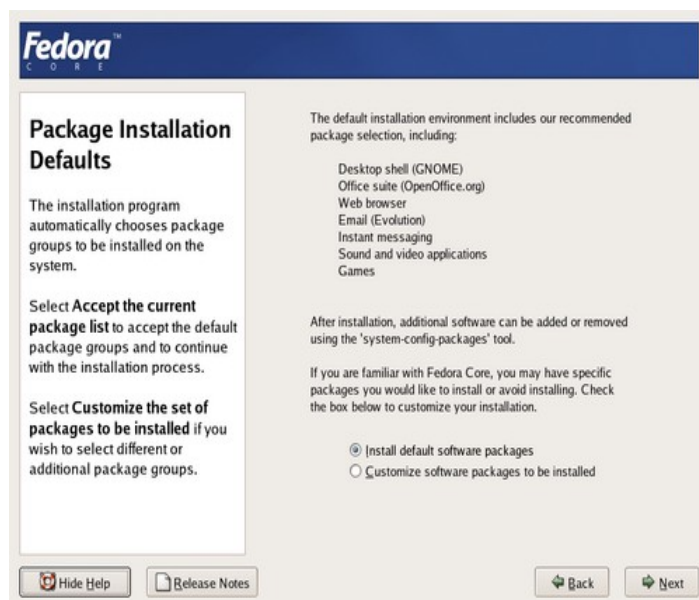 Fedora™
CORE
Package Installation
Defaults
The installation program
automatically chooses package
groups to be installed on the
system.
Select Accept the current
package list to accept the default
package groups and to continue
with the installation process.
Select Customize the set of
packages to be installed if you
wish to select different or
additional package groups.
The default installation environment includes our recommended
package selection, including:
Desktop shell (GNOME)
Office suite (OpenOffice.org)
Web browser
Email (Evolution)
Instant messaging
Sound and video applications
Games
After installation, additional software can be added or removed
using the 'system-config-packages' tool.
If you are familiar with Fedora Core, you may have specific
packages you would like to install or avoid installing. Check
the box below to customize your installation.
Install default software packages
Customize software packages to be installed
Hide Help
Release Notes
Back
Next